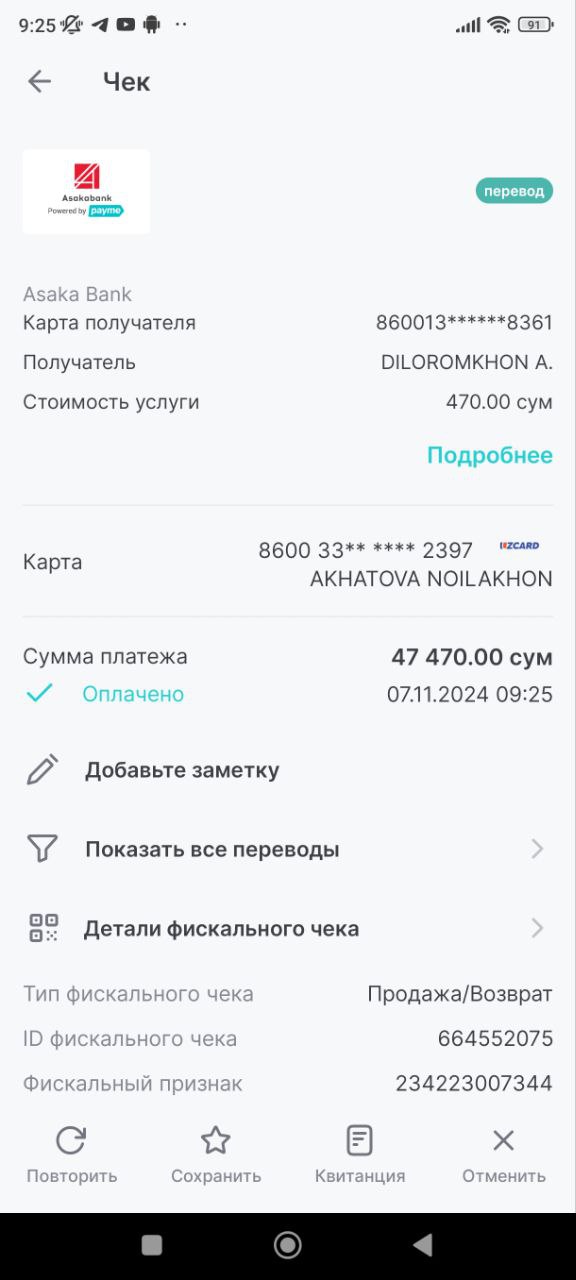 9:25
91
Чек
Asakabank
Powered by payme
перевод
Asaka Bank
Карта получателя 860013******8361
Получатель DILOROMKHON A.
Стоимость услуги 470.00 сум
Подробнее
Карта 8600 33** **** 2397 UZCARD
AKHATOVA NOILAKHON
Сумма платежа 47 470.00 сум
Оплачено 07.11.2024 09:25
Добавьте заметку
Показать все переводы
Детали фискального чека
Тип фискального чека Продажа/Возврат
ID фискального чека 664552075
Фискальный признак 234223007344
Повторить Сохранить Квитанция Отменить